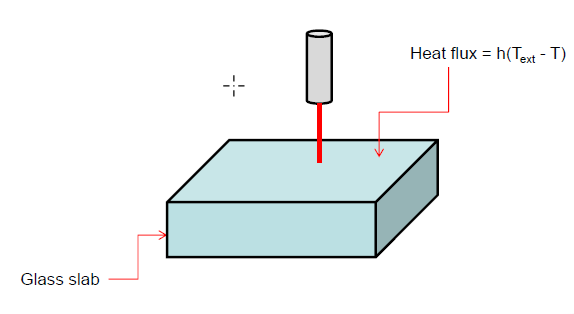 Heat flux = h(Text - T)
Glass slab